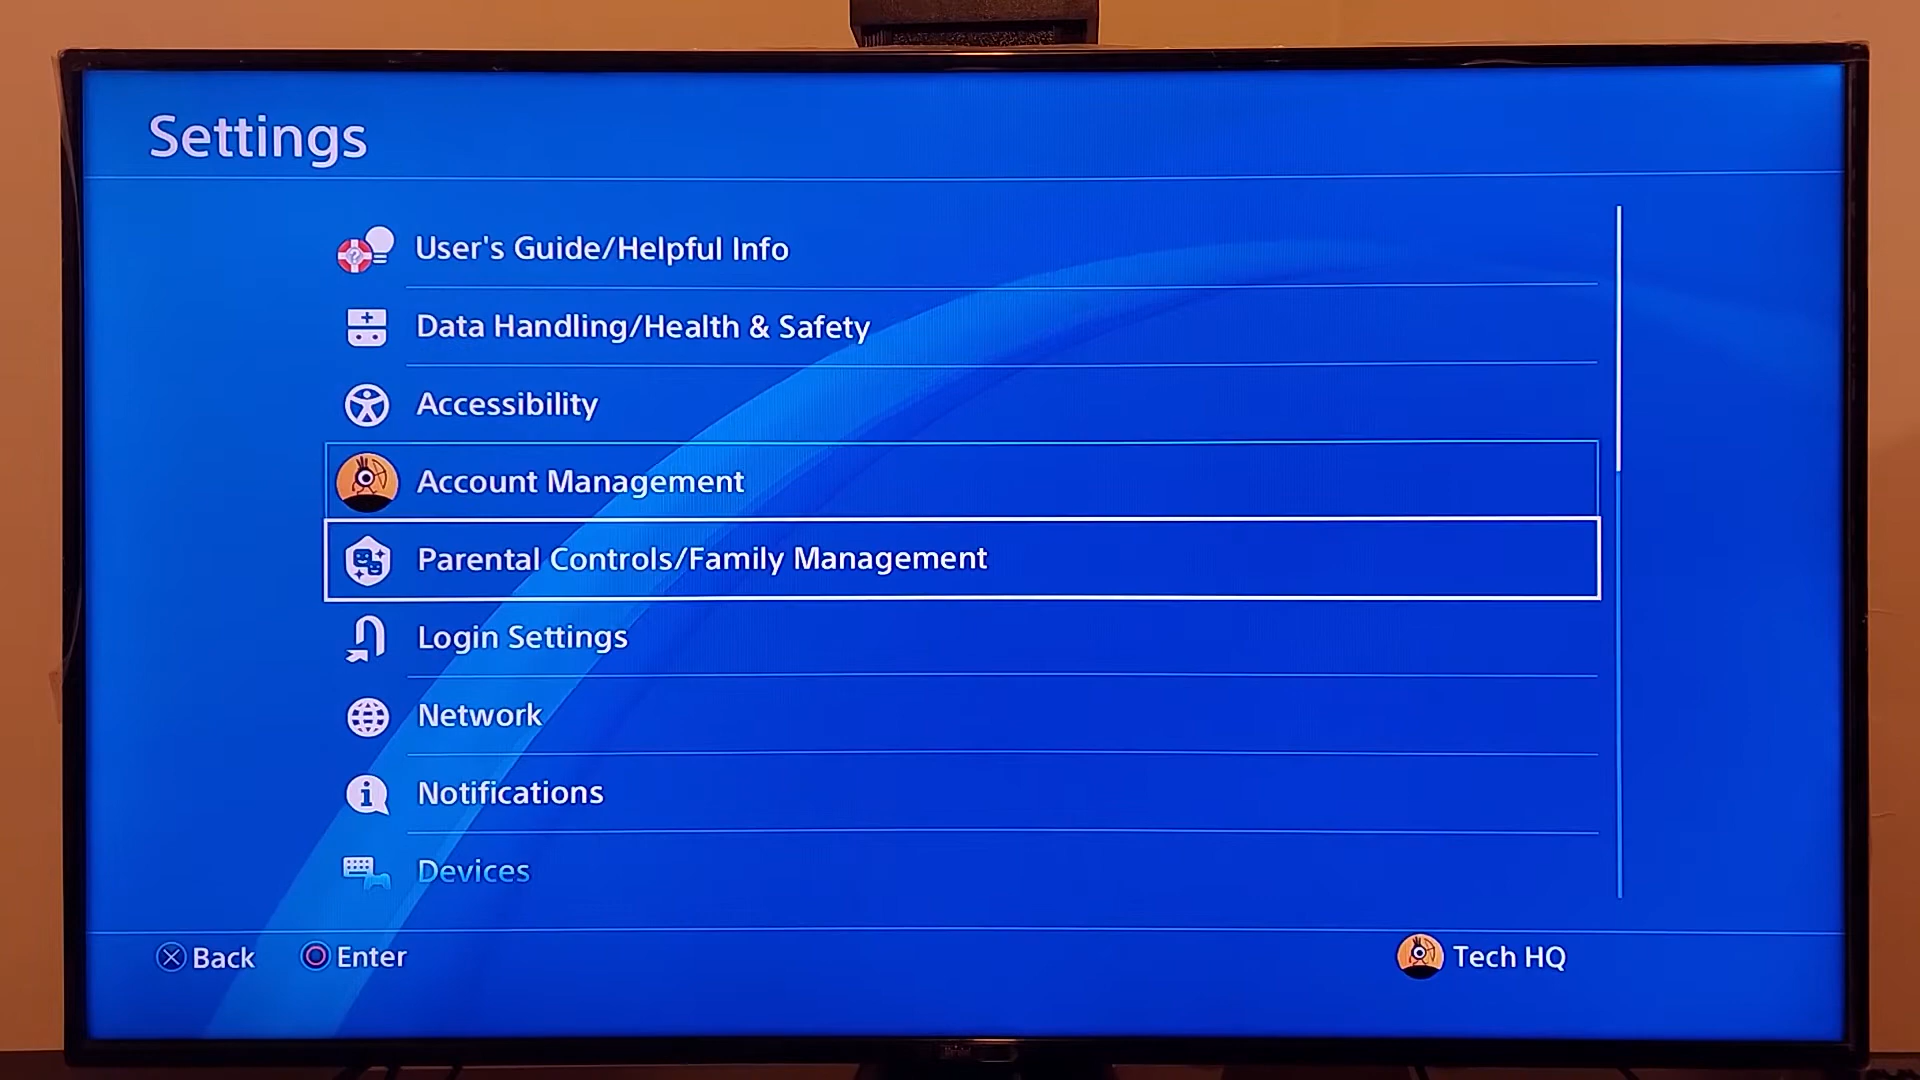 Settings
User's Guide/Helpful Info
Data Handling/Health & Safety
Accessibility
Account Management
Parental Controls/Family Management
Login Settings
Network
Notifications
Devices
Back Enter Tech HQ